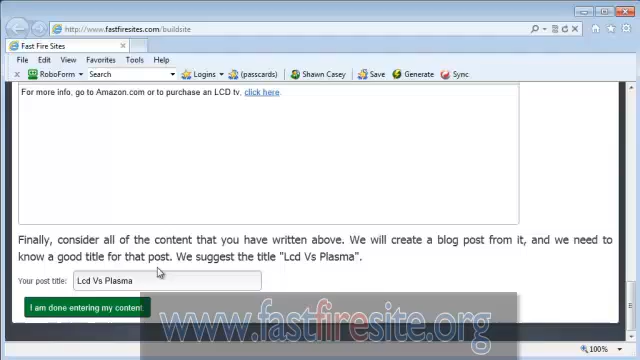 http://www.fastfiresites.com/buildsite
Fast Fire Sites
File Edit View Favorites Tools Help
RoboForm Search Logins (passcards) Shawn Casey Save Generate Sync
For more info, go to Amazon.com or to purchase an LCD tv, click here.
Finally, consider all of the content that you have written above. We will create a blog post from it, and we need to
know a good title for that post. We suggest the title "Lcd Vs Plasma".
Your post title: Lcd Vs Plasma
I am done entering my content.
www.fastfiresite.org
100%